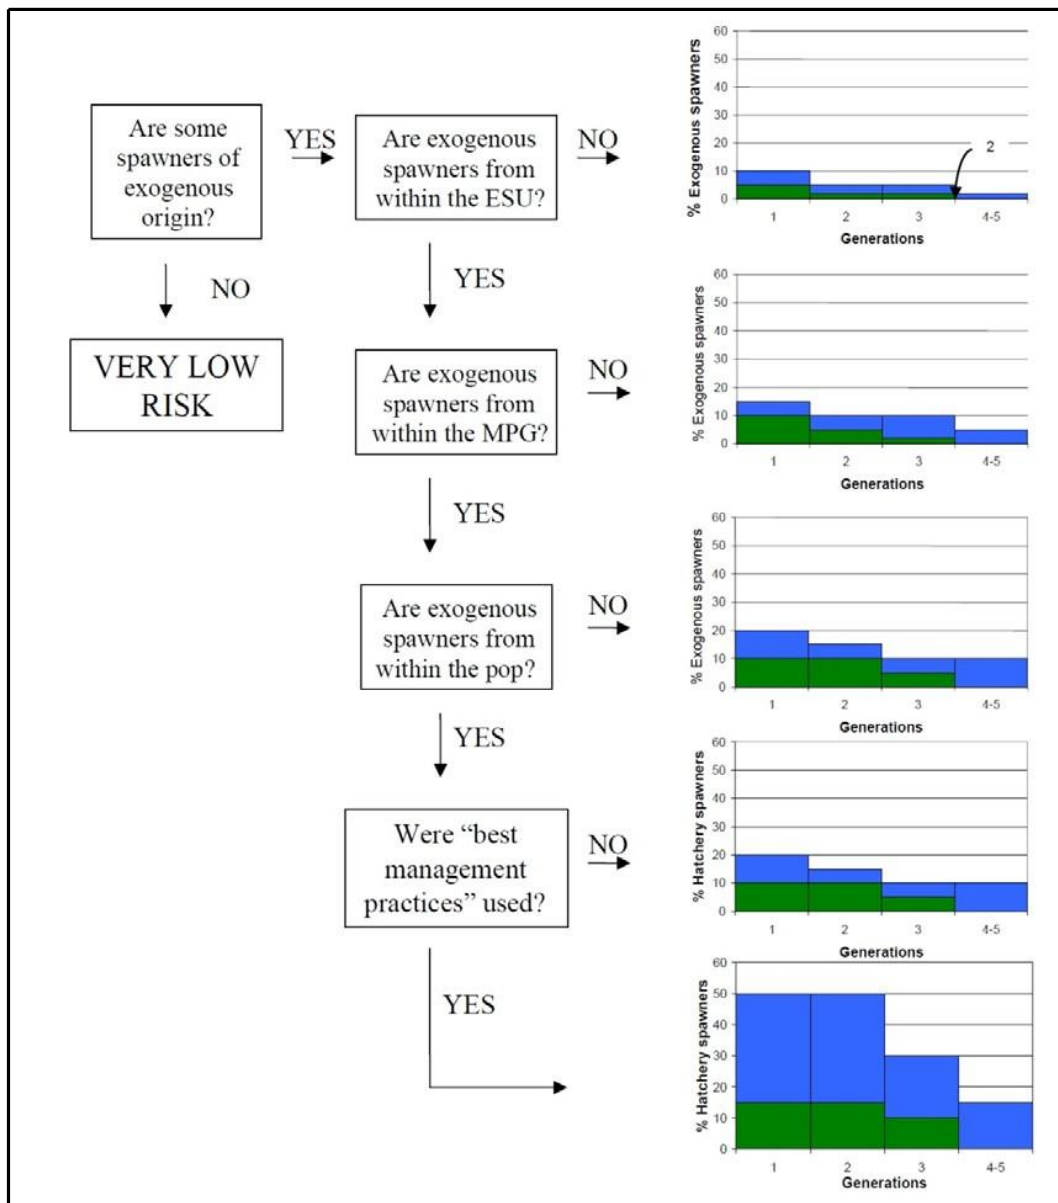 Are some
spawners of
exogenous
origin?
YES
Are exogenous
spawners from
within the ESU?
NO
% Exogenous spawners
60
50
40
30
20
10
0
2
1 2 3 4-5
Generations
NO
YES
VERY LOW
RISK
Are exogenous
spawners from
within the MPG?
NO
% Exogenous spawners
60
50
40
30
20
10
0
1 2 3 4-5
Generations
YES
Are exogenous
spawners from
within the pop?
NO
% Exogenous spawners
60
50
40
30
20
10
0
1 2 3 4-5
Generations
YES
Were “best
management
practices” used?
NO
% Hatchery spawners
60
50
40
30
20
10
0
1 2 3 4-5
Generations
YES
% Hatchery spawners
60
50
40
30
20
10
0
1 2 3 4-5
Generations